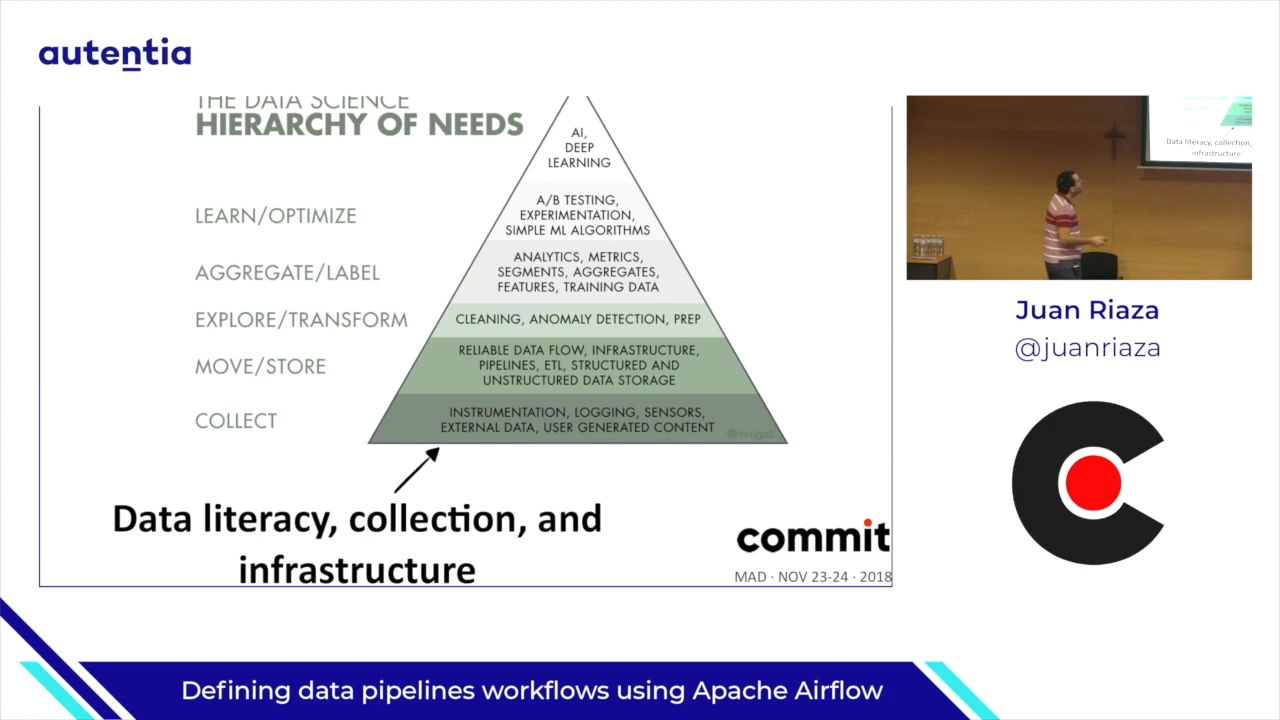 autentia
THE DATA SCIENCE
HIERARCHY OF NEEDS
AI,
DEEP
LEARNING
LEARN/OPTIMIZE
A/B TESTING,
EXPERIMENTATION,
SIMPLE ML ALGORITHMS
AGGREGATE/LABEL
ANALYTICS, METRICS,
SEGMENTS, AGGREGATES,
FEATURES, TRAINING DATA
EXPLORE/TRANSFORM
CLEANING, ANOMALY DETECTION, PREP
MOVE/STORE
RELIABLE DATA FLOW, INFRASTRUCTURE,
PIPELINES, ETL, STRUCTURED AND
UNSTRUCTURED DATA STORAGE
COLLECT
INSTRUMENTATION, LOGGING, SENSORS,
EXTERNAL DATA, USER GENERATED CONTENT
Data literacy, collection, and
infrastructure
commit
MAD · NOV 23-24 · 2018
Data literacy, collection,
infrastructure
Juan Riaza
@juanriaza
Defining data pipelines workflows using Apache Airflow